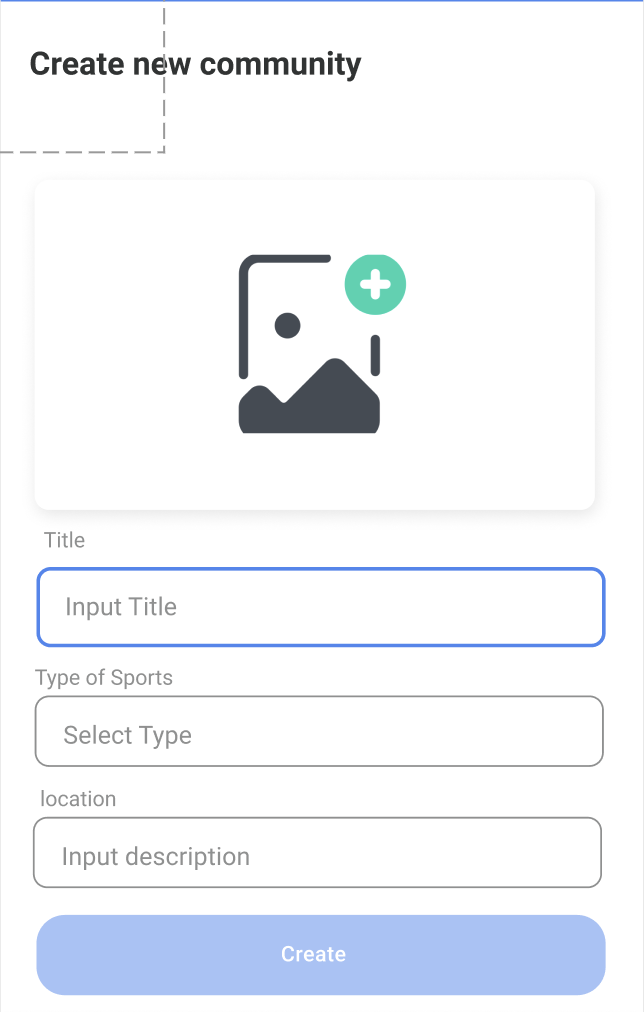 Create new community
Title
Input Title
Type of Sports
Select Type
location
Input description
Create